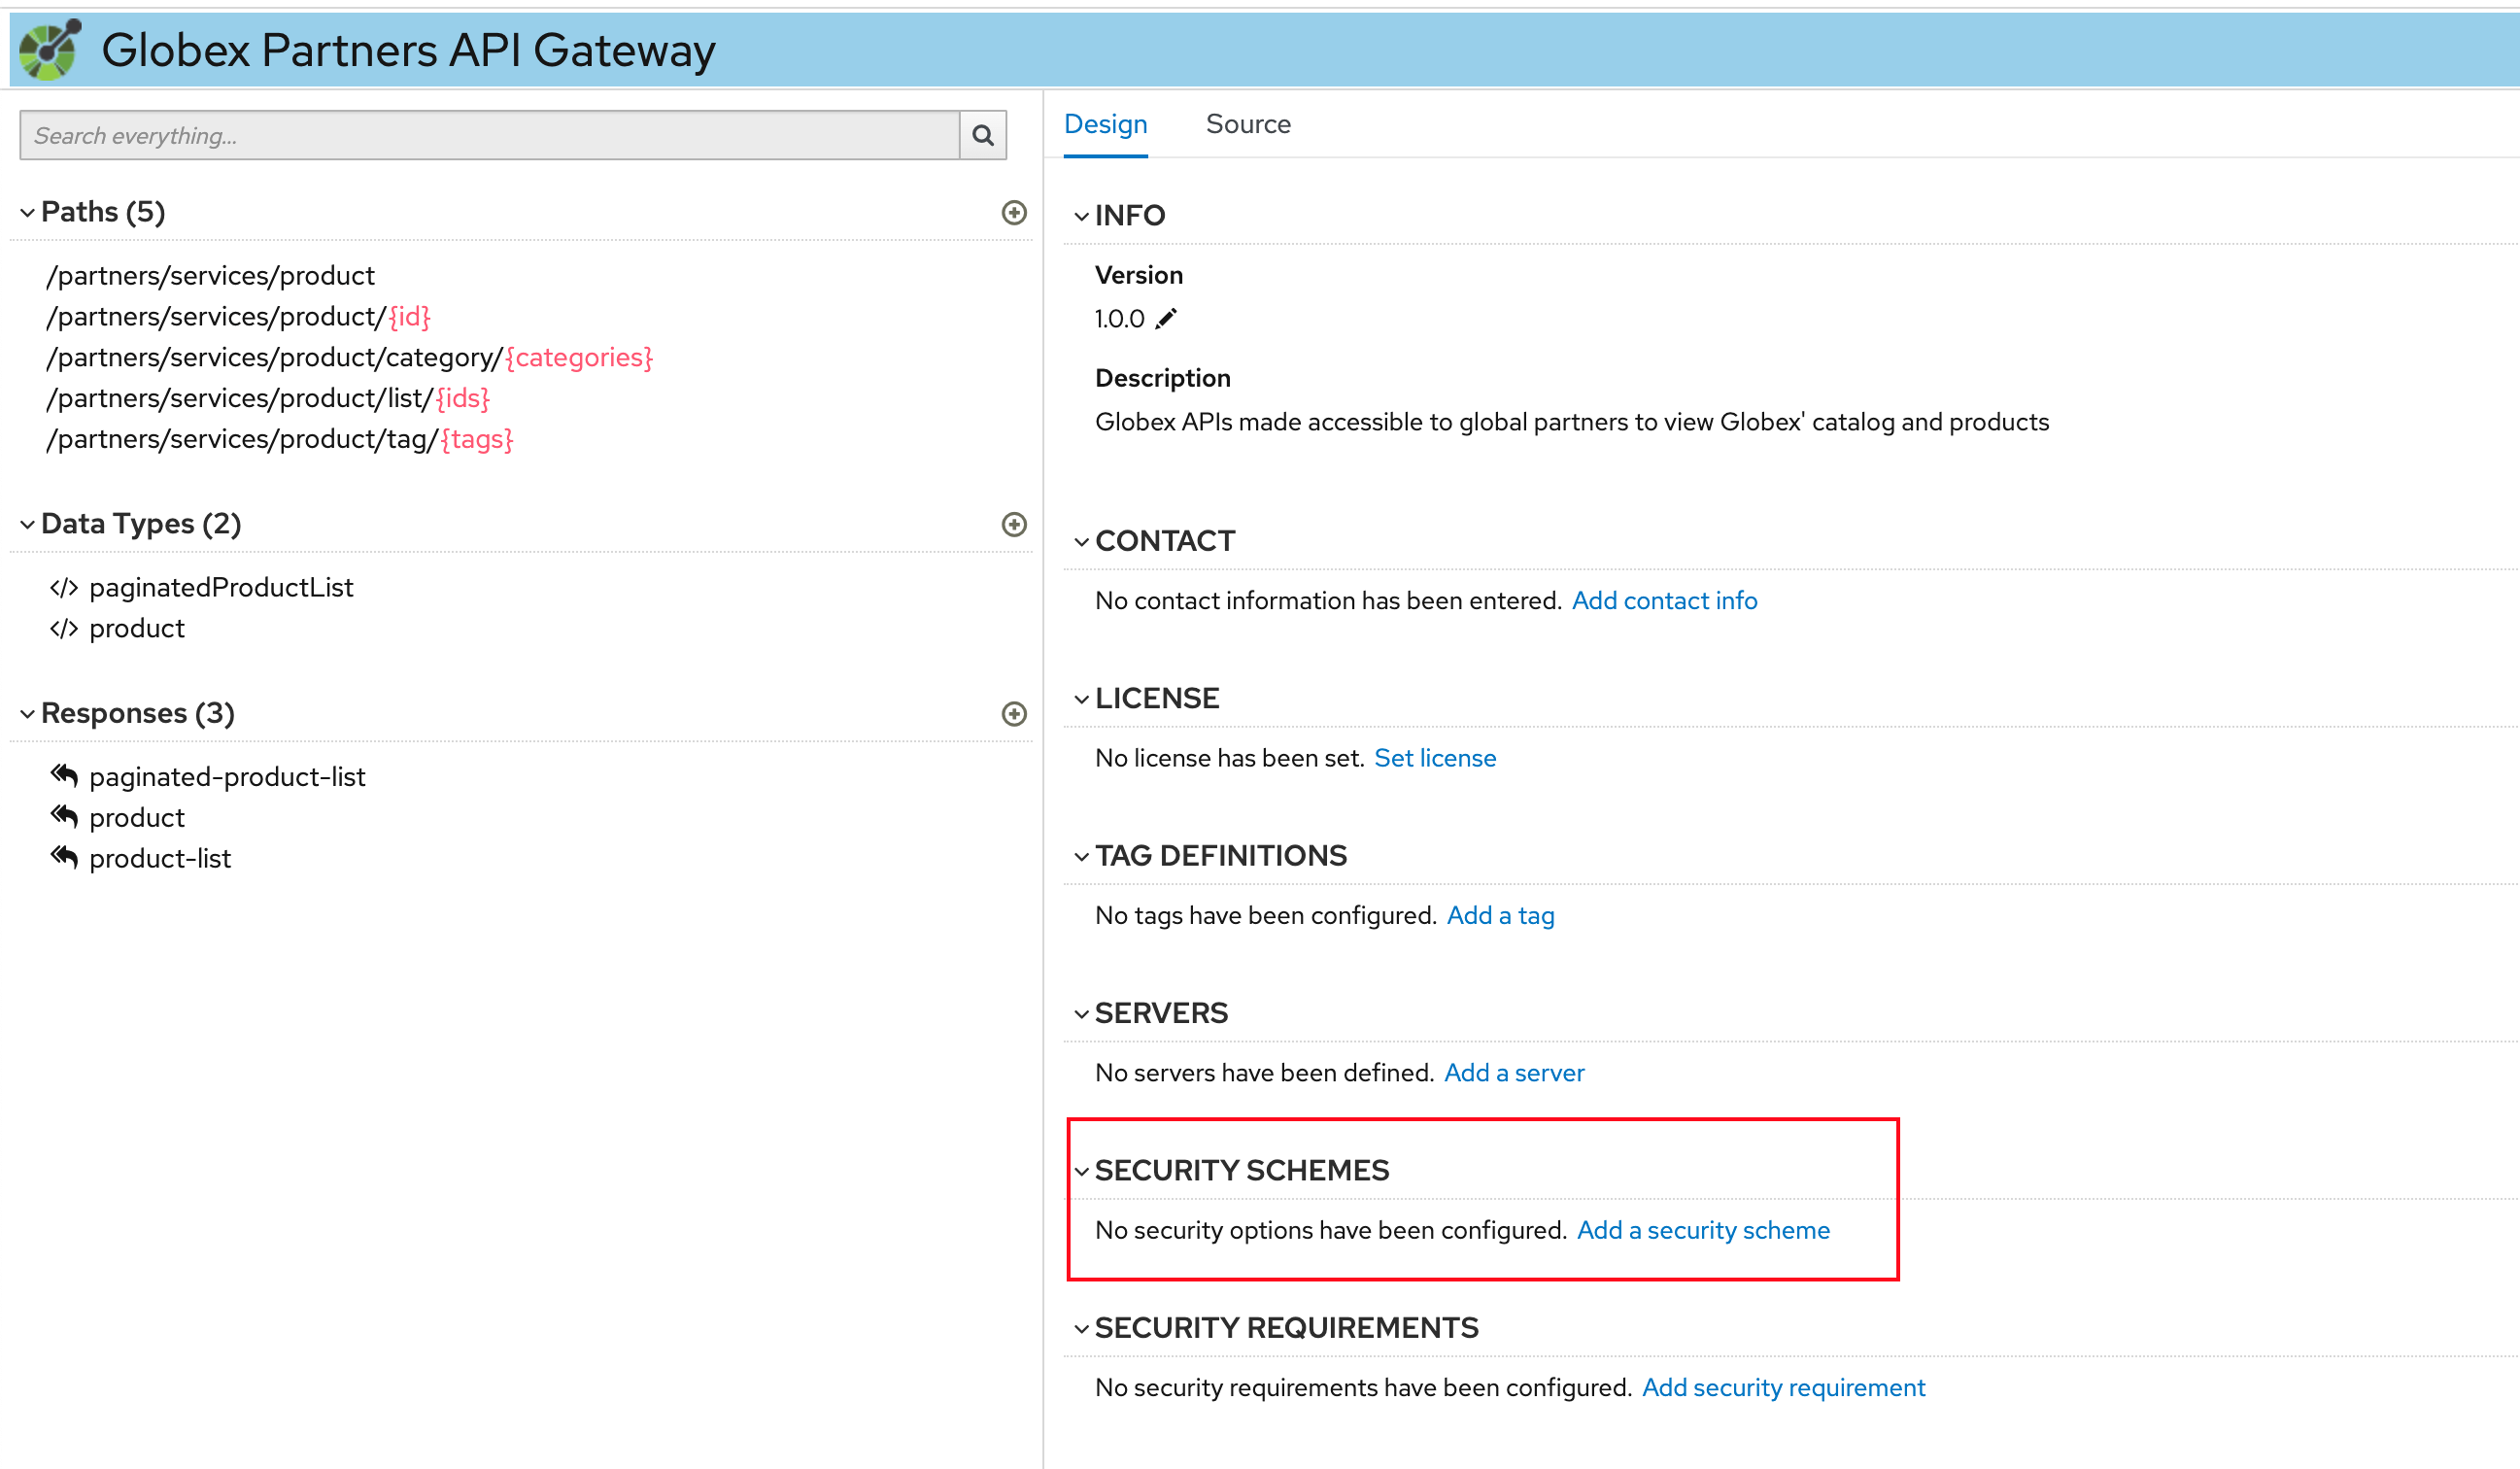 Globex Partners API Gateway
Search everything...
Paths (5)
/partners/services/product
/partners/services/product/{id}
/partners/services/product/category/{categories}
/partners/services/product/list/{ids}
/partners/services/product/tag/{tags}
Data Types (2)
</> paginatedProductList
</> product
Responses (3)
paginated-product-list
product
product-list
Design Source
INFO
Version
1.0.0
Description
Globex APIs made accessible to global partners to view Globex' catalog and products
CONTACT
No contact information has been entered. Add contact info
LICENSE
No license has been set. Set license
TAG DEFINITIONS
No tags have been configured. Add a tag
SERVERS
No servers have been defined. Add a server
SECURITY SCHEMES
No security options have been configured. Add a security scheme
SECURITY REQUIREMENTS
No security requirements have been configured. Add security requirement